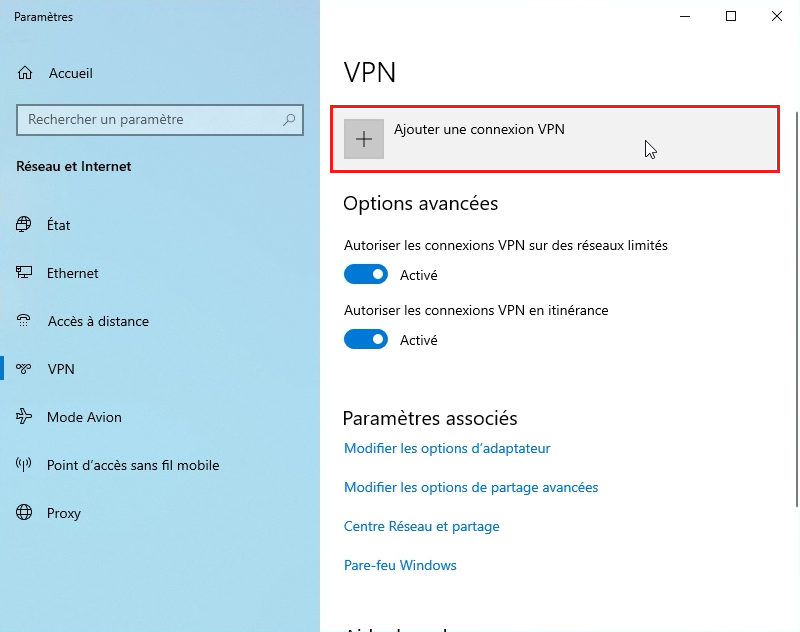 Paramètres
Accueil
Rechercher un paramètre
Réseau et Internet
État
Ethernet
Accès à distance
VPN
Mode Avion
Point d’accès sans fil mobile
Proxy
VPN
Ajouter une connexion VPN
Options avancées
Autoriser les connexions VPN sur des réseaux limités
Activé
Autoriser les connexions VPN en itinérance
Activé
Paramètres associés
Modifier les options d’adaptateur
Modifier les options de partage avancées
Centre Réseau et partage
Pare-feu Windows